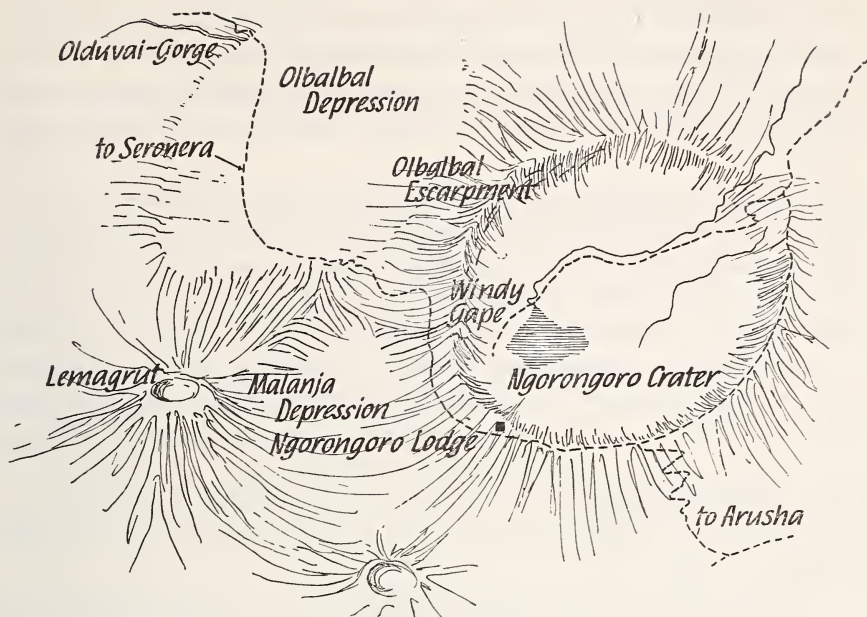 Olduvai-Gorge
Olbalbal
Depression
to Seronera
Olbalbal
Escarpment
Windy
Gape
Lemagrut
Malanja
Depression
Ngorongoro Crater
Ngorongoro Lodge
to Arusha